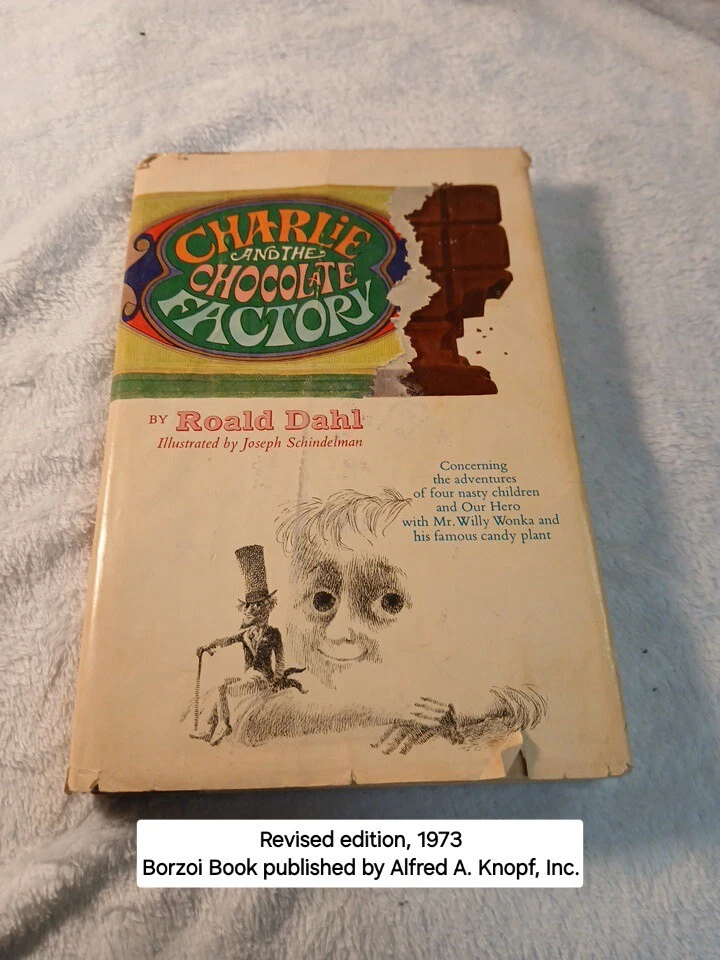 CHARLiE
AND THE
CHOCOLATE
FACTORY
BY Roald Dahl
Illustrated by Joseph Schindelman
Concerning
the adventures
of four nasty children
and Our Hero
with Mr. Willy Wonka and
his famous candy plant
Revised edition, 1973
Borzoi Book published by Alfred A. Knopf, Inc.